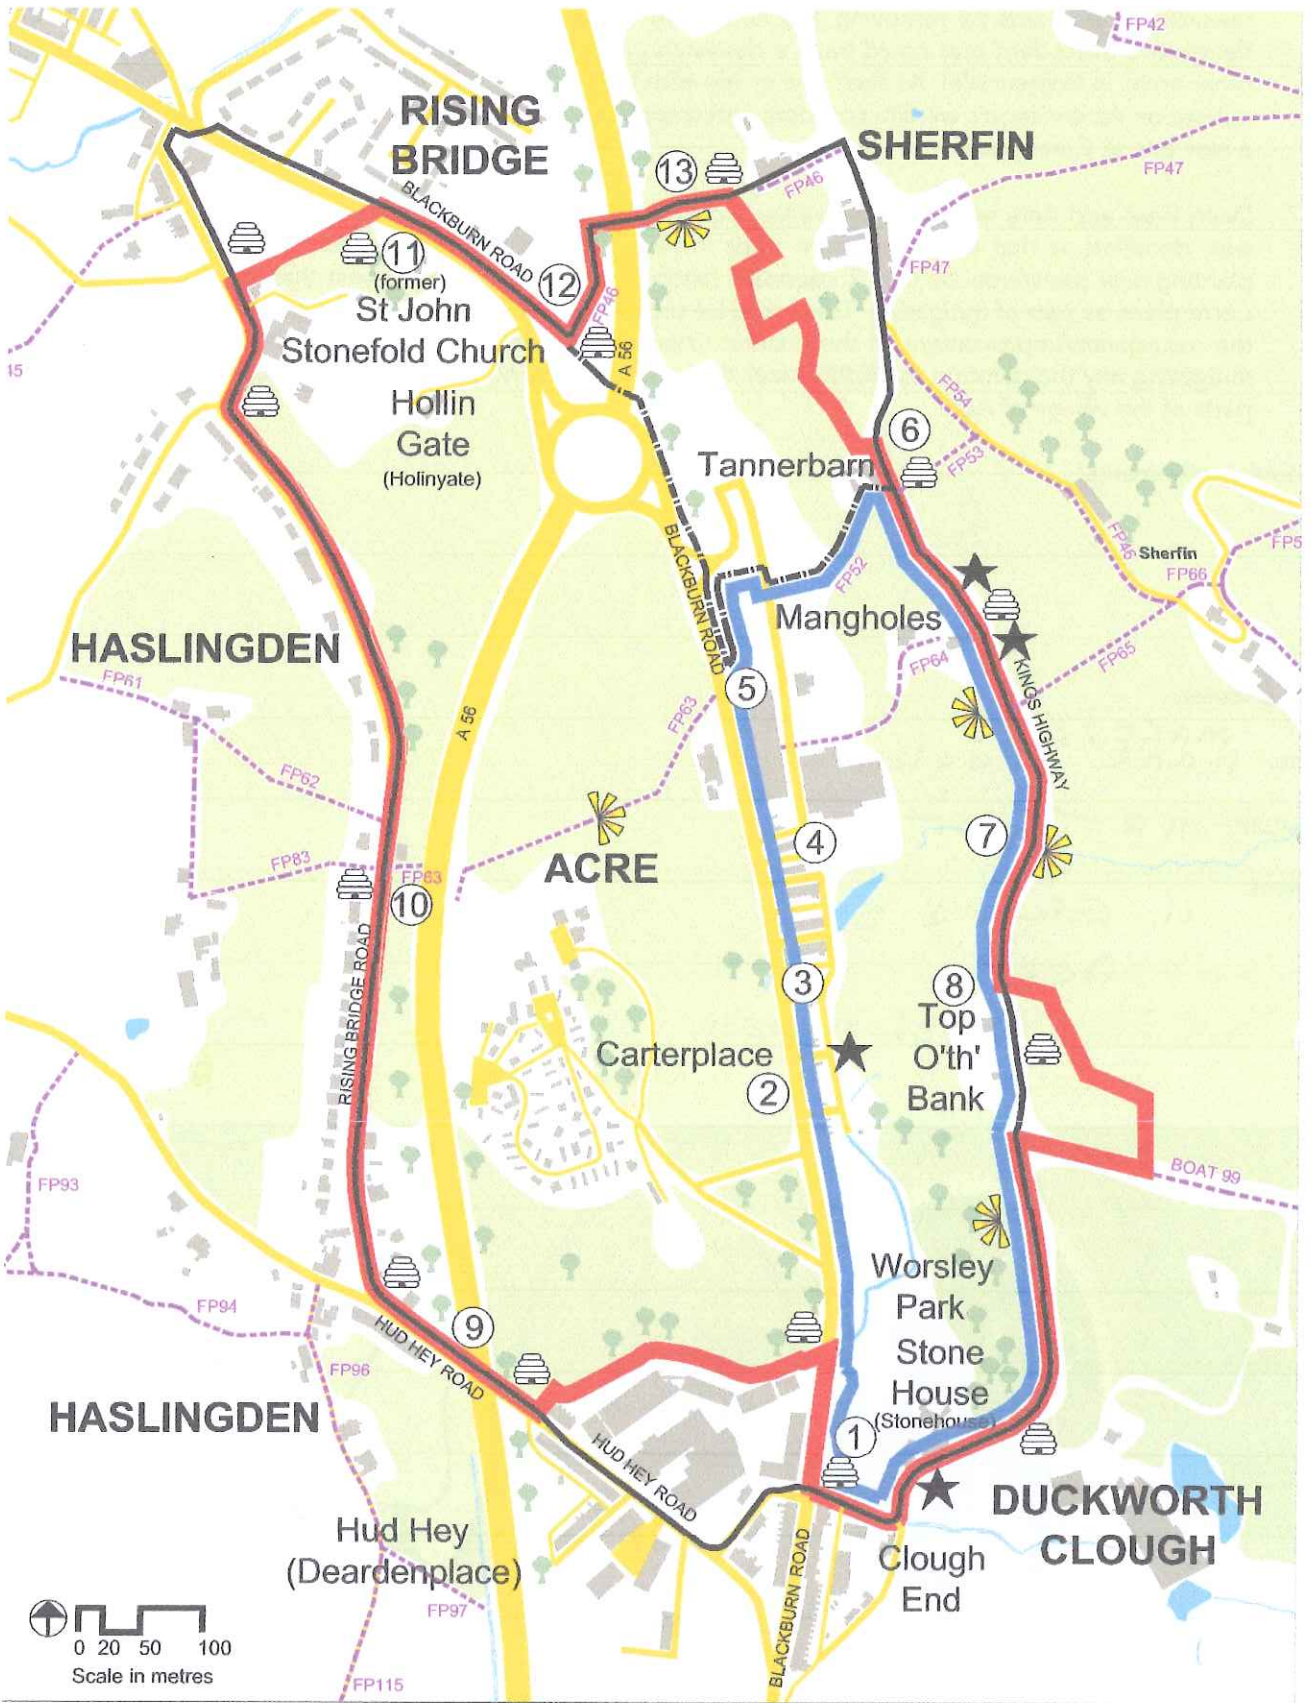 FP42
RISING
BRIDGE
SHERFIN
13
FP46
FP47
BLACKBURN ROAD
11
(former)
St John
Stonefold Church
12
FP46
FP47
45
A 56
Hollin
Gate
(Holinyate)
FP54
6
FP53
Tannerbarn
BLACKBURN ROAD
FP46
Sherfin
FP5
FP66
FP52
Mangholes
HASLINGDEN
FP61
FP64
FP65
5
KINGS HIGHWAY
FP63
A 56
FP62
4
7
ACRE
FP83
FP63
10
RISING BRIDGE ROAD
3
8
Top
O'th'
Bank
Carterplace
2
FP93
BOAT 99
FP94
Worsley
Park
Stone
House
(Stonehouse)
9
HUD HEY ROAD
FP96
HASLINGDEN
1
HUD HEY ROAD
DUCKWORTH
CLOUGH
Hud Hey
(Deardenplace)
Clough
End
BLACKBURN ROAD
FP97
0 20 50 100
Scale in metres
FP115